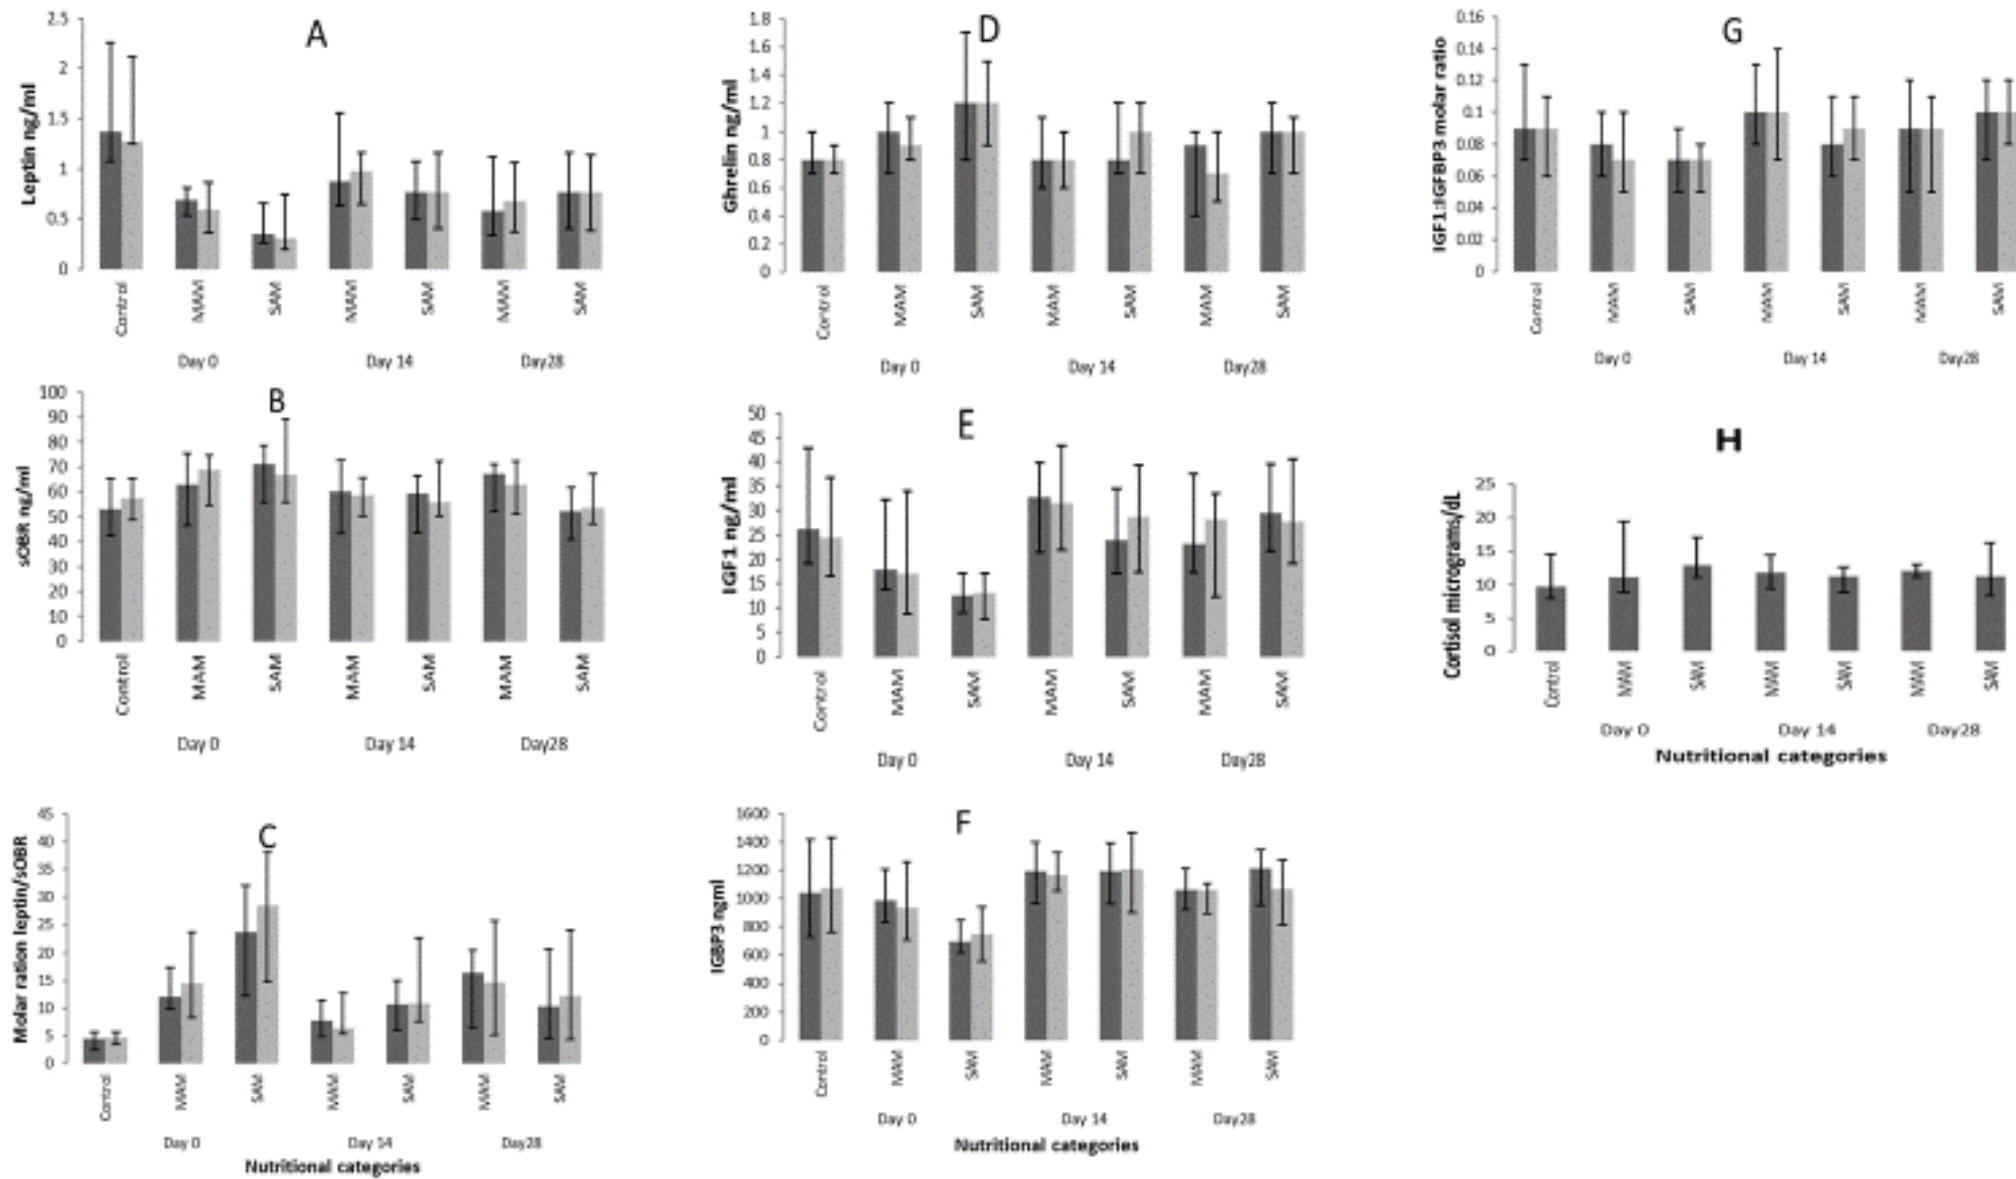 A
Leptin ng/ml
2.5
2
1.5
1
0.5
0
Control
MAM
SAM
MAM
SAM
MAM
SAM
Day 0
Day 14
Day28
B
sOBR ng/ml
100
90
80
70
60
50
40
30
20
10
0
Control
MAM
SAM
MAM
SAM
MAM
SAM
Day 0
Day 14
Day28
C
Molar ration leptin/sOBR
45
40
35
30
25
20
15
10
5
0
Control
MAM
SAM
MAM
SAM
MAM
SAM
Day 0
Day 14
Day28
Nutritional categories
D
Ghrelin ng/ml
1.8
1.6
1.4
1.2
1
0.8
0.6
0.4
0.2
0
Control
MAM
SAM
MAM
SAM
MAM
SAM
Day 0
Day 14
Day28
E
IGF1 ng/ml
50
45
40
35
30
25
20
15
10
5
0
Control
MAM
SAM
MAM
SAM
MAM
SAM
Day 0
Day 14
Day28
F
IGBP3 ngml
1600
1400
1200
1000
800
600
400
200
0
Control
MAM
SAM
MAM
SAM
MAM
SAM
Day 0
Day 14
Day28
Nutritional categories
G
IGF1:IGFBP3 molar ratio
0.16
0.14
0.12
0.1
0.08
0.06
0.04
0.02
0
Control
MAM
SAM
MAM
SAM
MAM
SAM
Day 0
Day 14
Day28
H
Cortisol micrograms/dL
25
20
15
10
5
0
Control
MAM
SAM
MAM
SAM
MAM
SAM
Day 0
Day 14
Day28
Nutritional categories